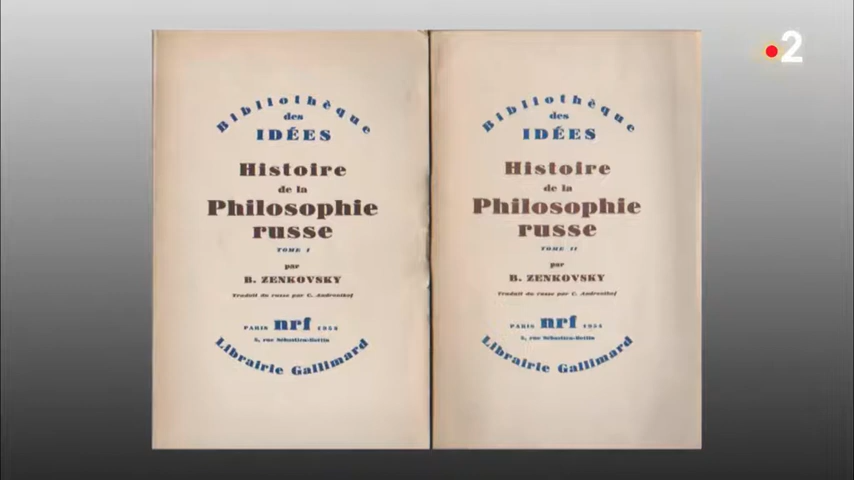 2
Bibliothèque
des
IDÉES
Histoire
de la
Philosophie
russe
TOME I
par
B. ZENKOVSKY
Traduit du russe par C. Andronikof
PARIS nrf 1953
5, rue Sébastien-Bottin
Librairie Gallimard
Bibliothèque
des
IDÉES
Histoire
de la
Philosophie
russe
TOME II
par
B. ZENKOVSKY
Traduit du russe par C. Andronikof
PARIS nrf 1954
5, rue Sébastien-Bottin
Librairie Gallimard